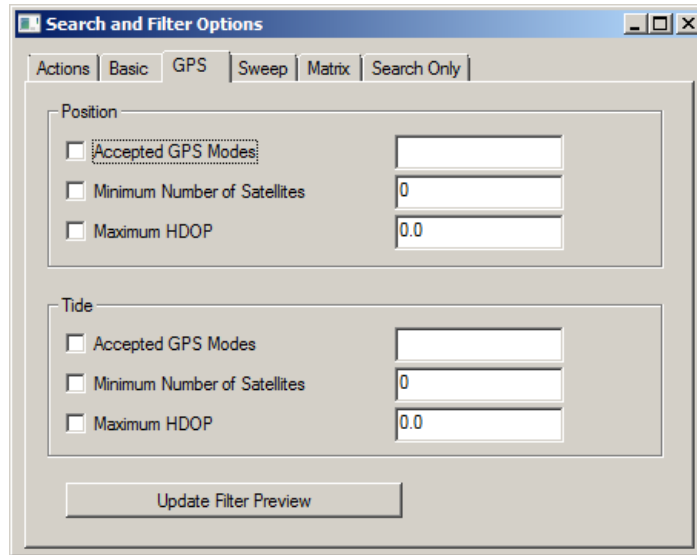 Search and Filter Options
Actions Basic GPS Sweep Matrix Search Only
Position
Accepted GPS Modes
Minimum Number of Satellites 0
Maximum HDOP 0.0
Tide
Accepted GPS Modes
Minimum Number of Satellites 0
Maximum HDOP 0.0
Update Filter Preview